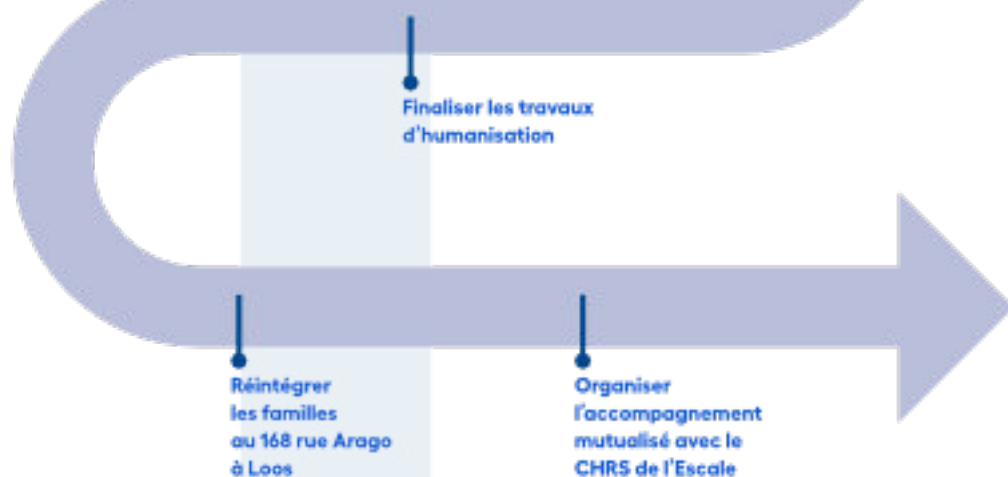 Finaliser les travaux
d'humanisation
Réintégrer
les familles
au 168 rue Arago
à Loos
Organiser
l'accompagnement
mutualisé avec le
CHRS de l'Escale